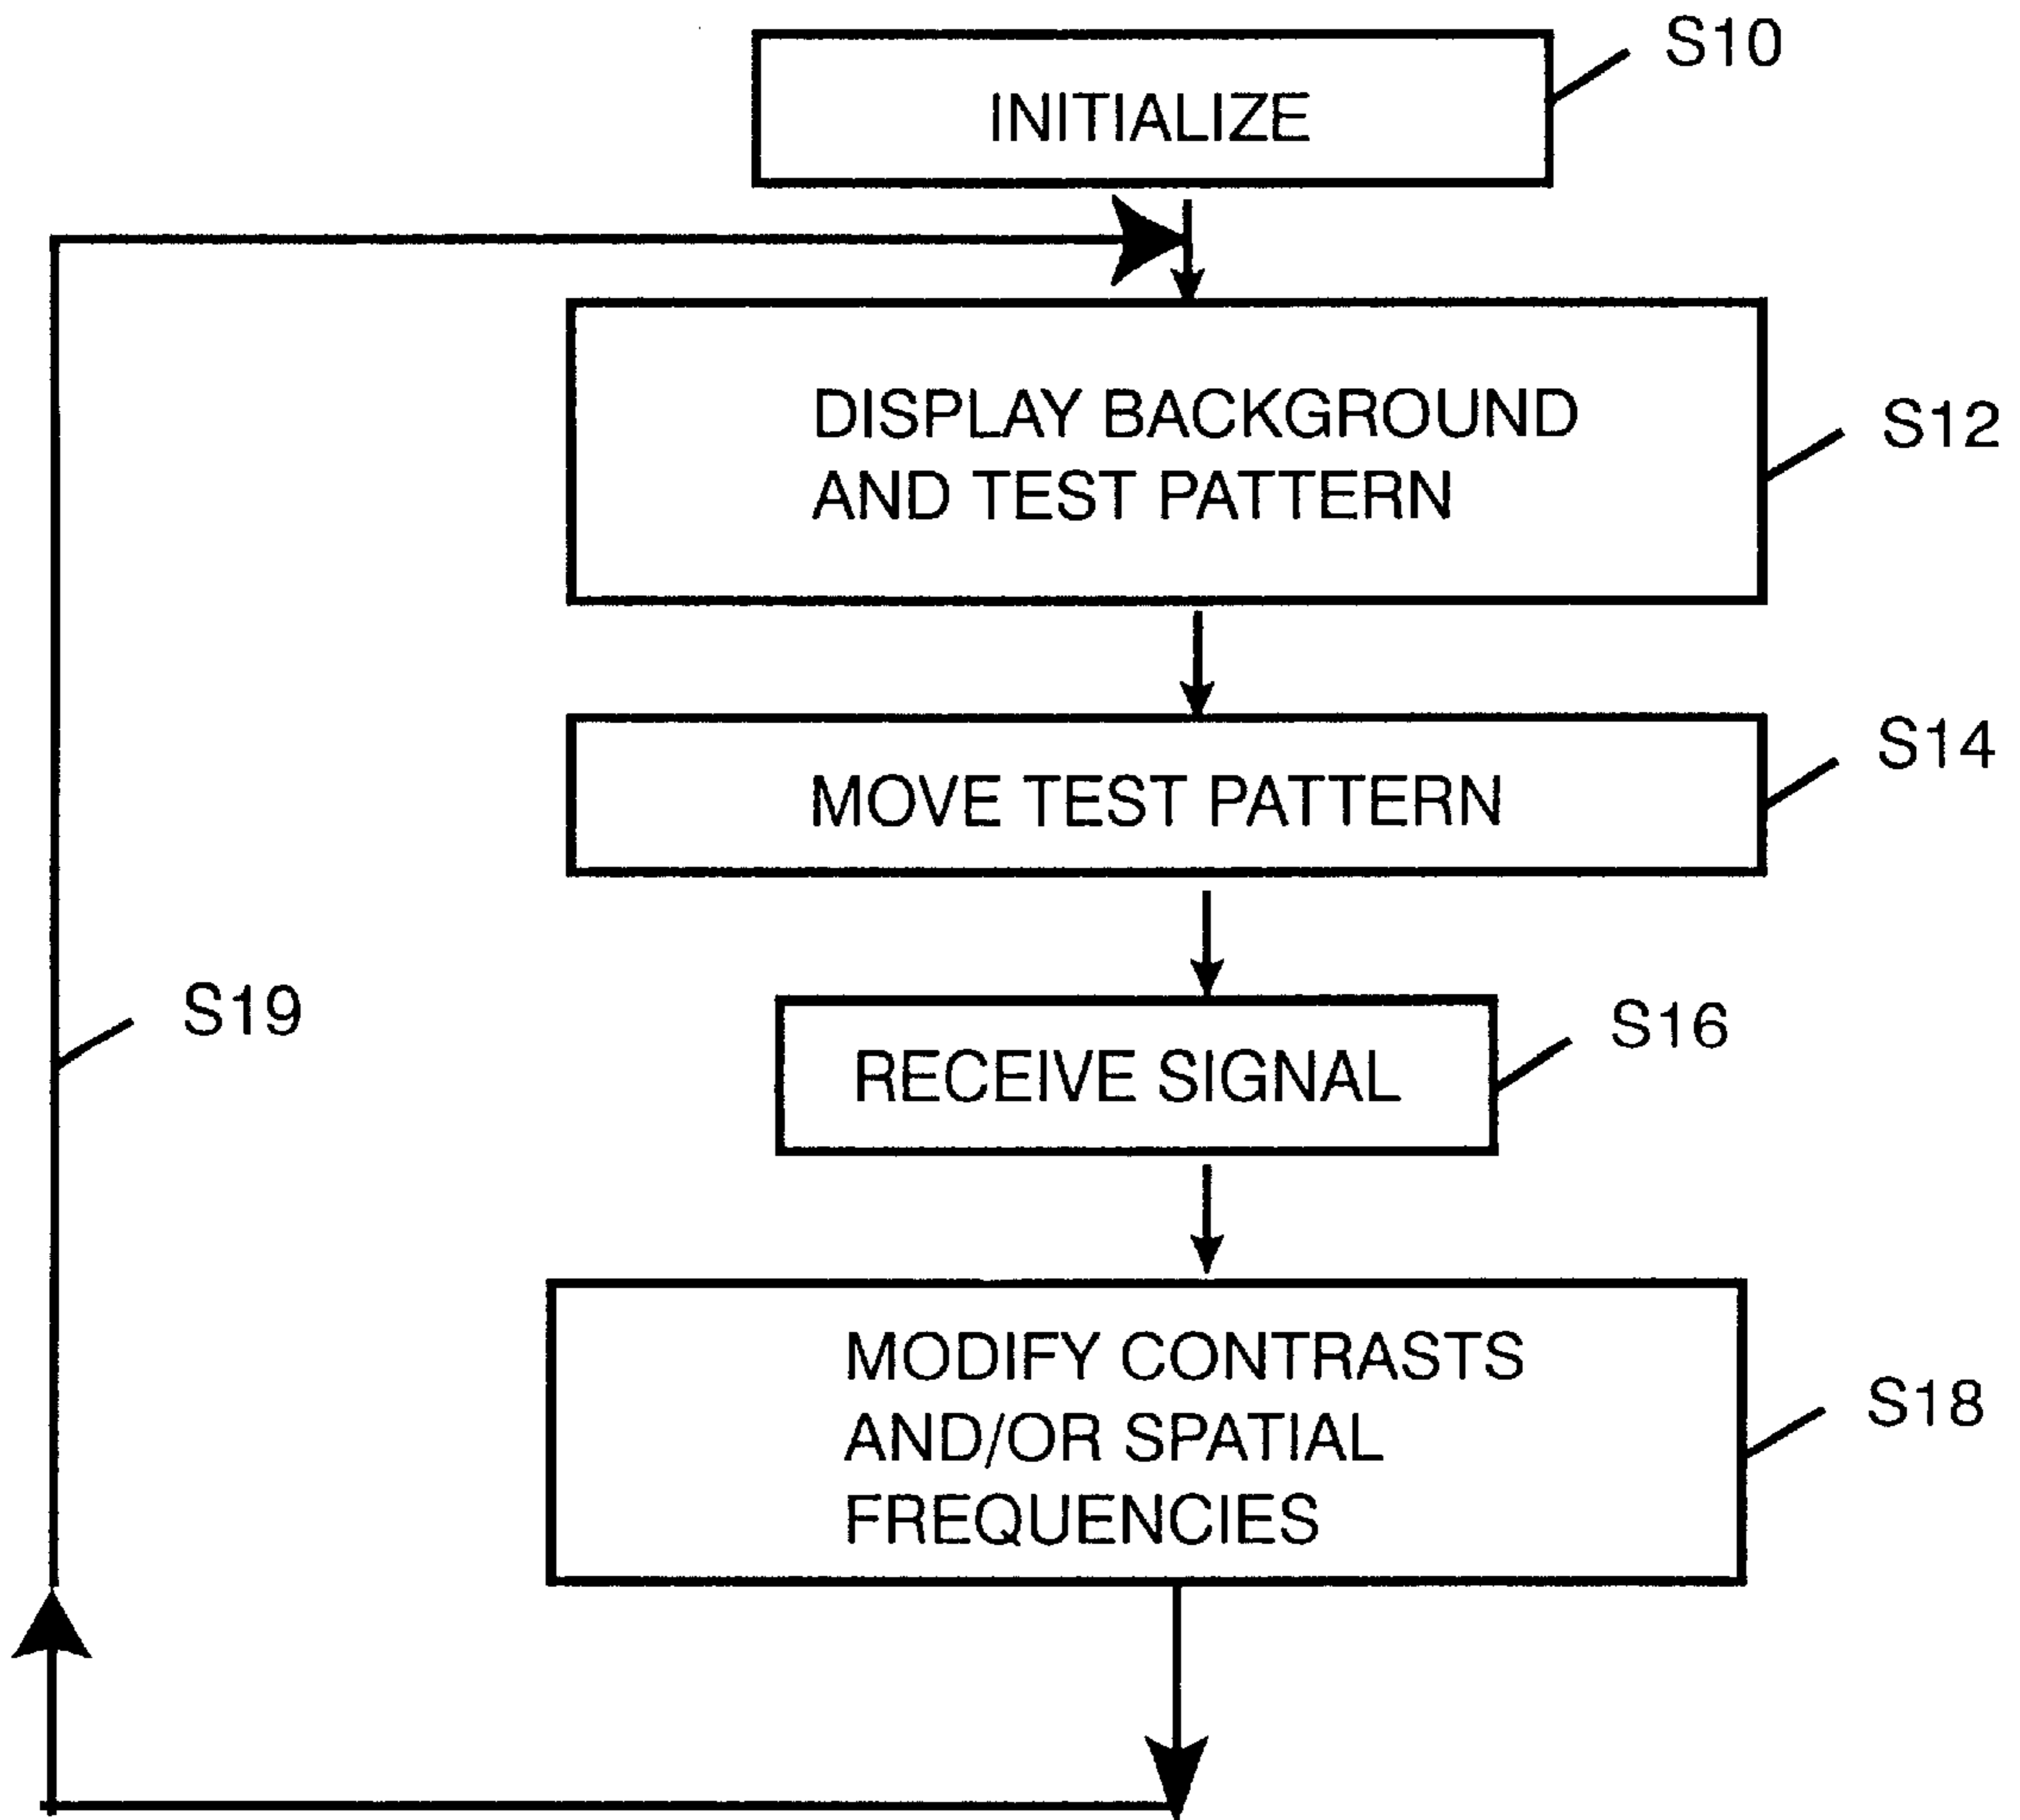 S10
INITIALIZE
DISPLAY BACKGROUND
AND TEST PATTERN
S12
S14
MOVE TEST PATTERN
S19
S16
RECEIVE SIGNAL
MODIFY CONTRASTS
AND/OR SPATIAL
FREQUENCIES
S18